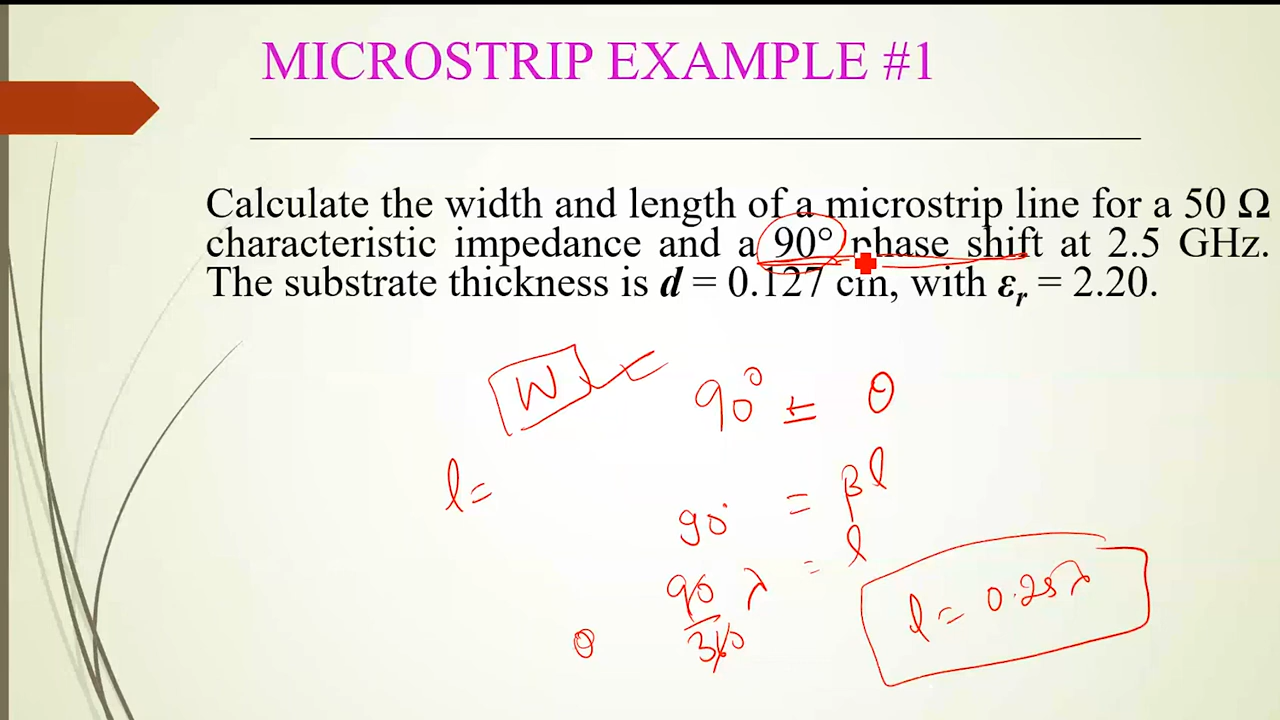 MICROSTRIP EXAMPLE #1
Calculate the width and length of a microstrip line for a 50 Ω
characteristic impedance and a 90° phase shift at 2.5 GHz.
The substrate thickness is d = 0.127 cm, with εr = 2.20.
W =
90° = θ
l =
90° = βl
90/360 λ = l
l = 0.25λ
θ